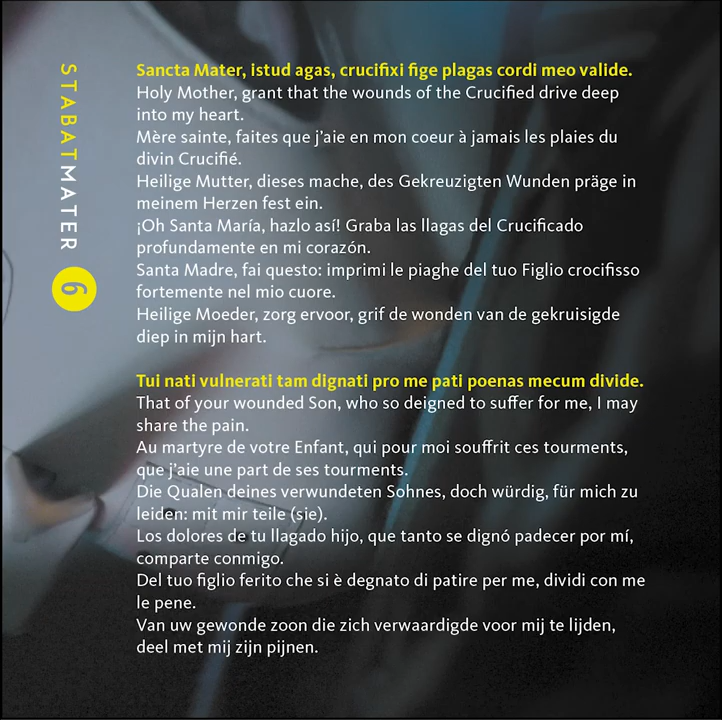 STABATMATER
6
Sancta Mater, istud agas, crucifixi fige plagas cordi meo valide.
Holy Mother, grant that the wounds of the Crucified drive deep
into my heart.
Mère sainte, faites que j'aie en mon coeur à jamais les plaies du
divin Crucifié.
Heilige Mutter, dieses mache, des Gekreuzigten Wunden präge in
meinem Herzen fest ein.
¡Oh Santa María, hazlo así! Graba las llagas del Crucificado
profundamente en mi corazón.
Santa Madre, fai questo: imprimi le piaghe del tuo Figlio crocifisso
fortemente nel mio cuore.
Heilige Moeder, zorg ervoor, grif de wonden van de gekruisigde
diep in mijn hart.
Tui nati vulnerati tam dignati pro me pati poenas mecum divide.
That of your wounded Son, who so deigned to suffer for me, I may
share the pain.
Au martyre de votre Enfant, qui pour moi souffrit ces tourments,
que j'aie une part de ses tourments.
Die Qualen deines verwundeten Sohnes, doch würdig, für mich zu
leiden: mit mir teile (sie).
Los dolores de tu llagado hijo, que tanto se dignó padecer por mí,
comparte conmigo.
Del tuo figlio ferito che si è degnato di patire per me, dividi con me
le pene.
Van uw gewonde zoon die zich verwaardigde voor mij te lijden,
deel met mij zijn pijnen.